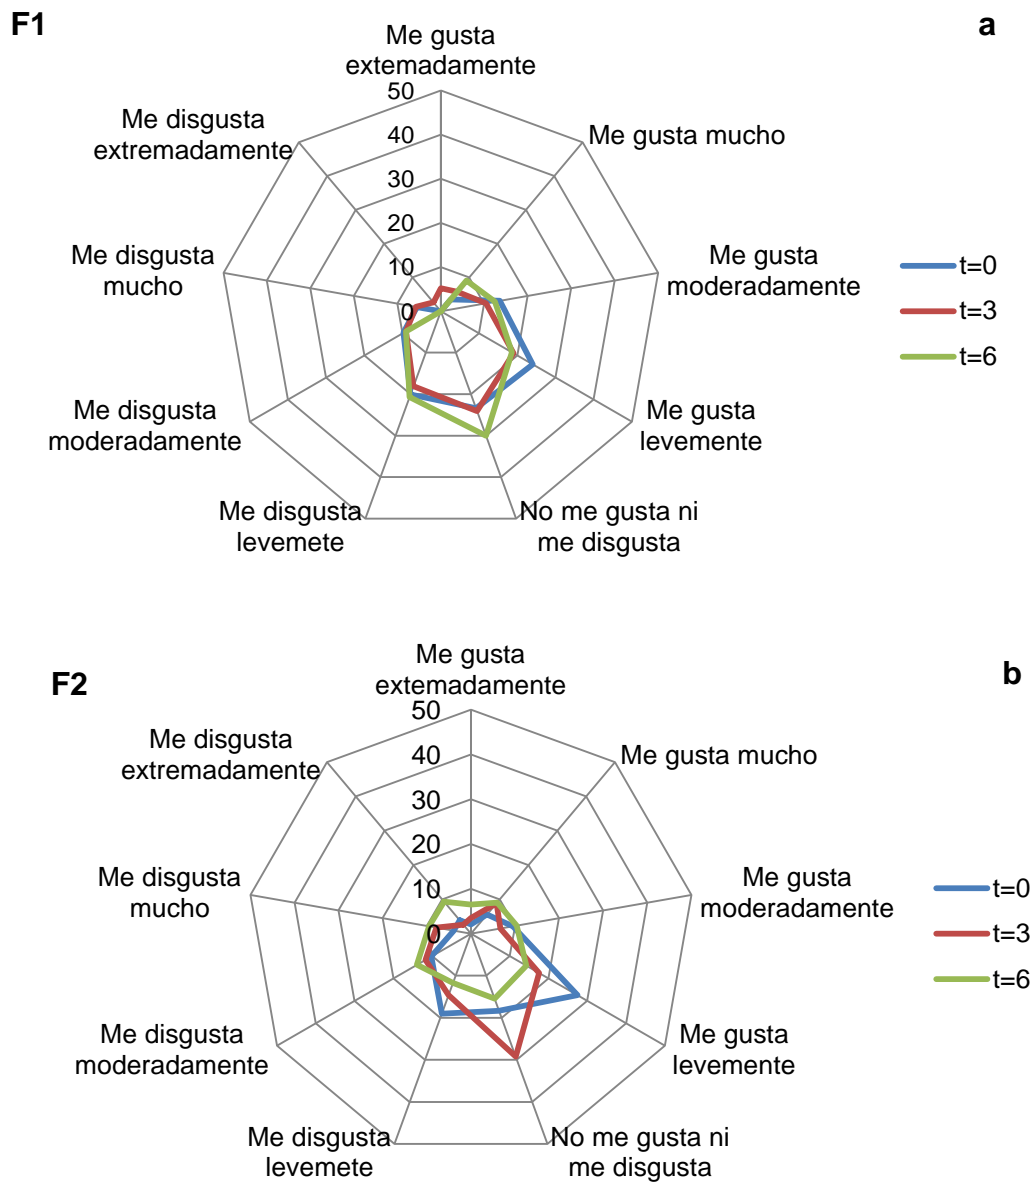 F1
a
Me gusta
extemadamente
50
40
30
20
10
0
Me gusta mucho
Me gusta
moderadamente
Me gusta
levemente
No me gusta ni
me disgusta
Me disgusta
levemete
Me disgusta
moderadamente
Me disgusta
mucho
Me disgusta
extremadamente
t=0
t=3
t=6
F2
b
Me gusta
extemadamente
50
40
30
20
10
0
Me gusta mucho
Me gusta
moderadamente
Me gusta
levemente
No me gusta ni
me disgusta
Me disgusta
levemete
Me disgusta
moderadamente
Me disgusta
mucho
Me disgusta
extremadamente
t=0
t=3
t=6